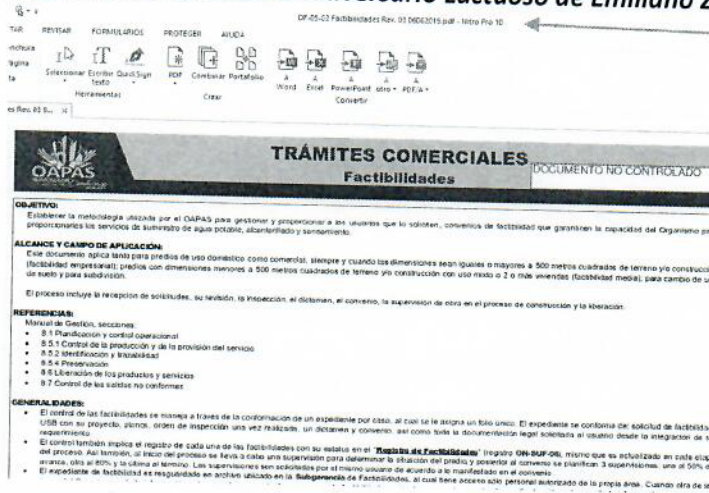 Luctuoso de Emiliano
DF-05-02 Factibilidades Rev. 03 06062019.pdf - Nitro Pro 10
REVISAR FORMULARIOS PROTEGER AYUDA
Seleccionar Escribir texto QuickSign PDF Combinar Portafolio A Word A Excel A PowerPoint A otro A PDF/A
Herramientas Crear Convertir
es Rev. 03
OAPAS
TRÁMITES COMERCIALES
Factibilidades
DOCUMENTO NO CONTROLADO
OBJETIVO:
Establecer la metodología utilizada por el OAPAS para gestionar y proporcionar a los usuarios que lo soliciten, convenios de factibilidad que garanticen la capacidad del Organismo
proporcionarles los servicios de suministro de agua potable, alcantarillado y saneamiento.
ALCANCE Y CAMPO DE APLICACIÓN:
Este documento aplica tanto para predios de uso doméstico como comercial, siempre y cuando las dimensiones sean iguales o mayores a 500 metros cuadrados de terreno y/o
(factibilidad empresarial); predios con dimensiones menores a 500 metros cuadrados de terreno y/o construcción con uso mixto o 2 o más viviendas (factibilidad media); para cambio de
de suelo y para subdivisión.
El proceso incluye la recepción de solicitudes, su revisión, la inspección, el dictamen, el convenio, la supervisión de obra en el proceso de construcción y la liberación.
REFERENCIAS:
Manual de Gestión, secciones:
• 8.1 Planificación y control operacional
• 8.5.1 Control de la producción y de la provisión del servicio
• 8.5.2 Identificación y trazabilidad
• 8.5.4 Preservación
• 8.6 Liberación de los productos y servicios
• 8.7 Control de las salidas no conformes
GENERALIDADES:
• El control de las factibilidades se maneja a través de la conformación de un expediente por caso, al cual se le asigna un folio único. El expediente se conforma de: solicitud de
USB con su proyecto, planos, orden de inspección una vez realizada, un dictamen y convenio, así como toda la documentación legal solicitada al usuario desde la integración de
requerimiento.
• El control también implica el registro de cada una de las factibilidades con su estatus en el "Registro de Factibilidades" (registro OH-SUF-06), mismo que es actualizado en cada
del proceso. Así también, al inicio del proceso se lleva a cabo una supervisión para determinar la situación del predio y posterior al convenio se planifican 3 supervisiones: una al 50%
avance, otra al 80% y la última al término. Las supervisiones son solicitadas por el mismo usuario de acuerdo a lo manifestado en el convenio.
• El expediente de factibilidad es resguardado en archivo ubicado en la Subgerencia de Factibilidades, al cual tiene acceso sólo personal autorizado de la propia área. Cuando otra de